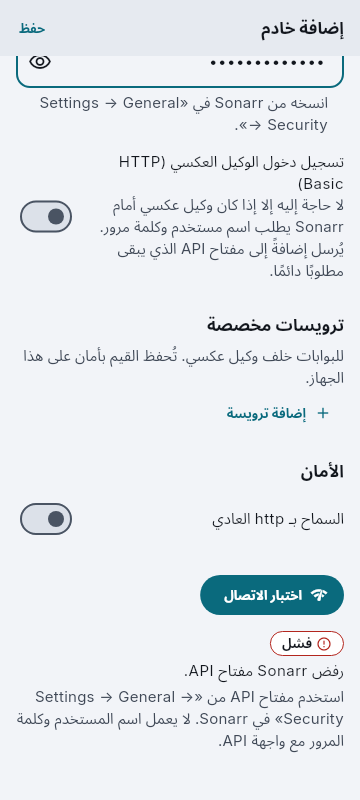 إضافة خادم
حفظ
•••••••••••••
انسخه من Sonarr في «Settings → General
→ Security».
تسجيل دخول الوكيل العكسي (HTTP
Basic)
لا حاجة إليه إلا إذا كان وكيل عكسي أمام
Sonarr يطلب اسم مستخدم وكلمة مرور.
يُرسل إضافةً إلى مفتاح API الذي يبقى
مطلوبًا دائمًا.
ترويسات مخصصة
للبوابات خلف وكيل عكسي. تُحفظ القيم بأمان على هذا
الجهاز.
+ إضافة ترويسة
الأمان
السماح بـ http العادي
اختبار الاتصال
فشل
رفض Sonarr مفتاح API.
استخدم مفتاح API من «Settings → General →
Security» في Sonarr. لا يعمل اسم المستخدم وكلمة
المرور مع واجهة API.